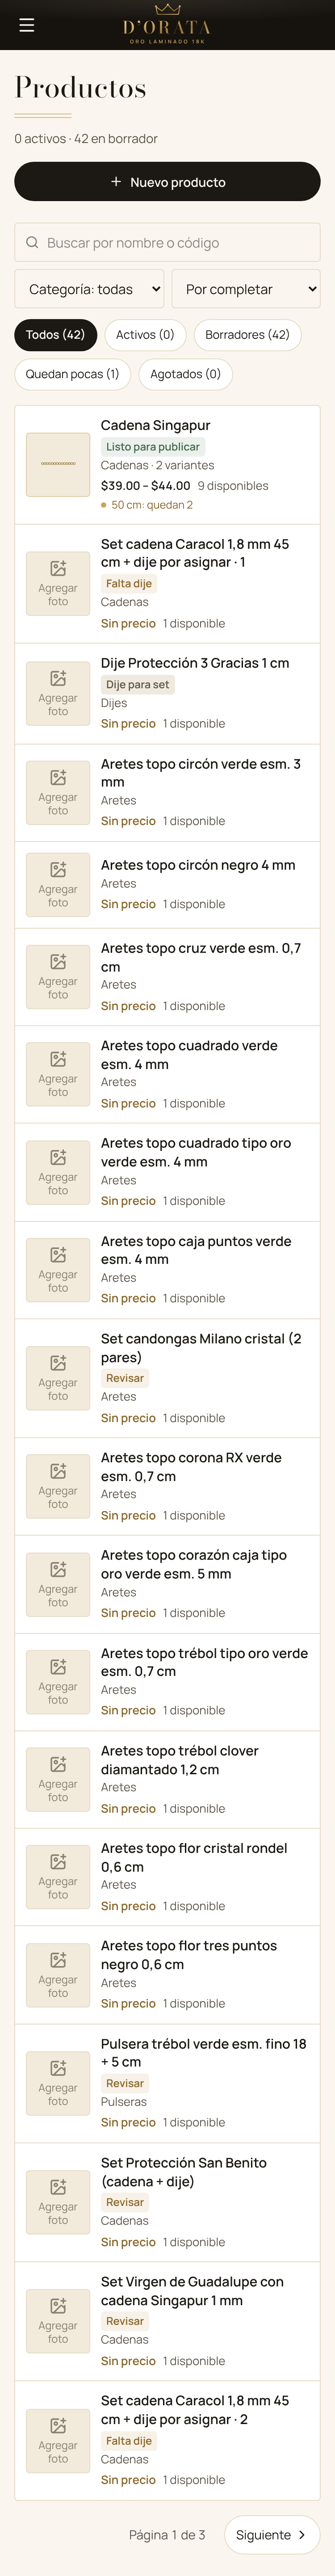 D'ORATA
ORO LAMINADO 18K
Productos
0 activos · 42 en borrador
+ Nuevo producto
Buscar por nombre o código
Categoría: todas
Por completar
Todos (42)
Activos (0)
Borradores (42)
Quedan pocas (1)
Agotados (0)
Cadena Singapur
Listo para publicar
Cadenas · 2 variantes
$39.00 – $44.00 9 disponibles
50 cm: quedan 2
Agregar
foto
Set cadena Caracol 1,8 mm 45
cm + dije por asignar · 1
Falta dije
Cadenas
Sin precio 1 disponible
Agregar
foto
Dije Protección 3 Gracias 1 cm
Dije para set
Dijes
Sin precio 1 disponible
Agregar
foto
Aretes topo circón verde esm. 3
mm
Aretes
Sin precio 1 disponible
Agregar
foto
Aretes topo circón negro 4 mm
Aretes
Sin precio 1 disponible
Agregar
foto
Aretes topo cruz verde esm. 0,7
cm
Aretes
Sin precio 1 disponible
Agregar
foto
Aretes topo cuadrado verde
esm. 4 mm
Aretes
Sin precio 1 disponible
Agregar
foto
Aretes topo cuadrado tipo oro
verde esm. 4 mm
Aretes
Sin precio 1 disponible
Agregar
foto
Aretes topo caja puntos verde
esm. 4 mm
Aretes
Sin precio 1 disponible
Agregar
foto
Set candongas Milano cristal (2
pares)
Revisar
Aretes
Sin precio 1 disponible
Agregar
foto
Aretes topo corona RX verde
esm. 0,7 cm
Aretes
Sin precio 1 disponible
Agregar
foto
Aretes topo corazón caja tipo
oro verde esm. 5 mm
Aretes
Sin precio 1 disponible
Agregar
foto
Aretes topo trébol tipo oro verde
esm. 0,7 cm
Aretes
Sin precio 1 disponible
Agregar
foto
Aretes topo trébol clover
diamantado 1,2 cm
Aretes
Sin precio 1 disponible
Agregar
foto
Aretes topo flor cristal rondel
0,6 cm
Aretes
Sin precio 1 disponible
Agregar
foto
Aretes topo flor tres puntos
negro 0,6 cm
Aretes
Sin precio 1 disponible
Agregar
foto
Pulsera trébol verde esm. fino 18
+ 5 cm
Revisar
Pulseras
Sin precio 1 disponible
Agregar
foto
Set Protección San Benito
(cadena + dije)
Revisar
Cadenas
Sin precio 1 disponible
Agregar
foto
Set Virgen de Guadalupe con
cadena Singapur 1 mm
Revisar
Cadenas
Sin precio 1 disponible
Agregar
foto
Set cadena Caracol 1,8 mm 45
cm + dije por asignar · 2
Falta dije
Cadenas
Sin precio 1 disponible
Página 1 de 3
Siguiente